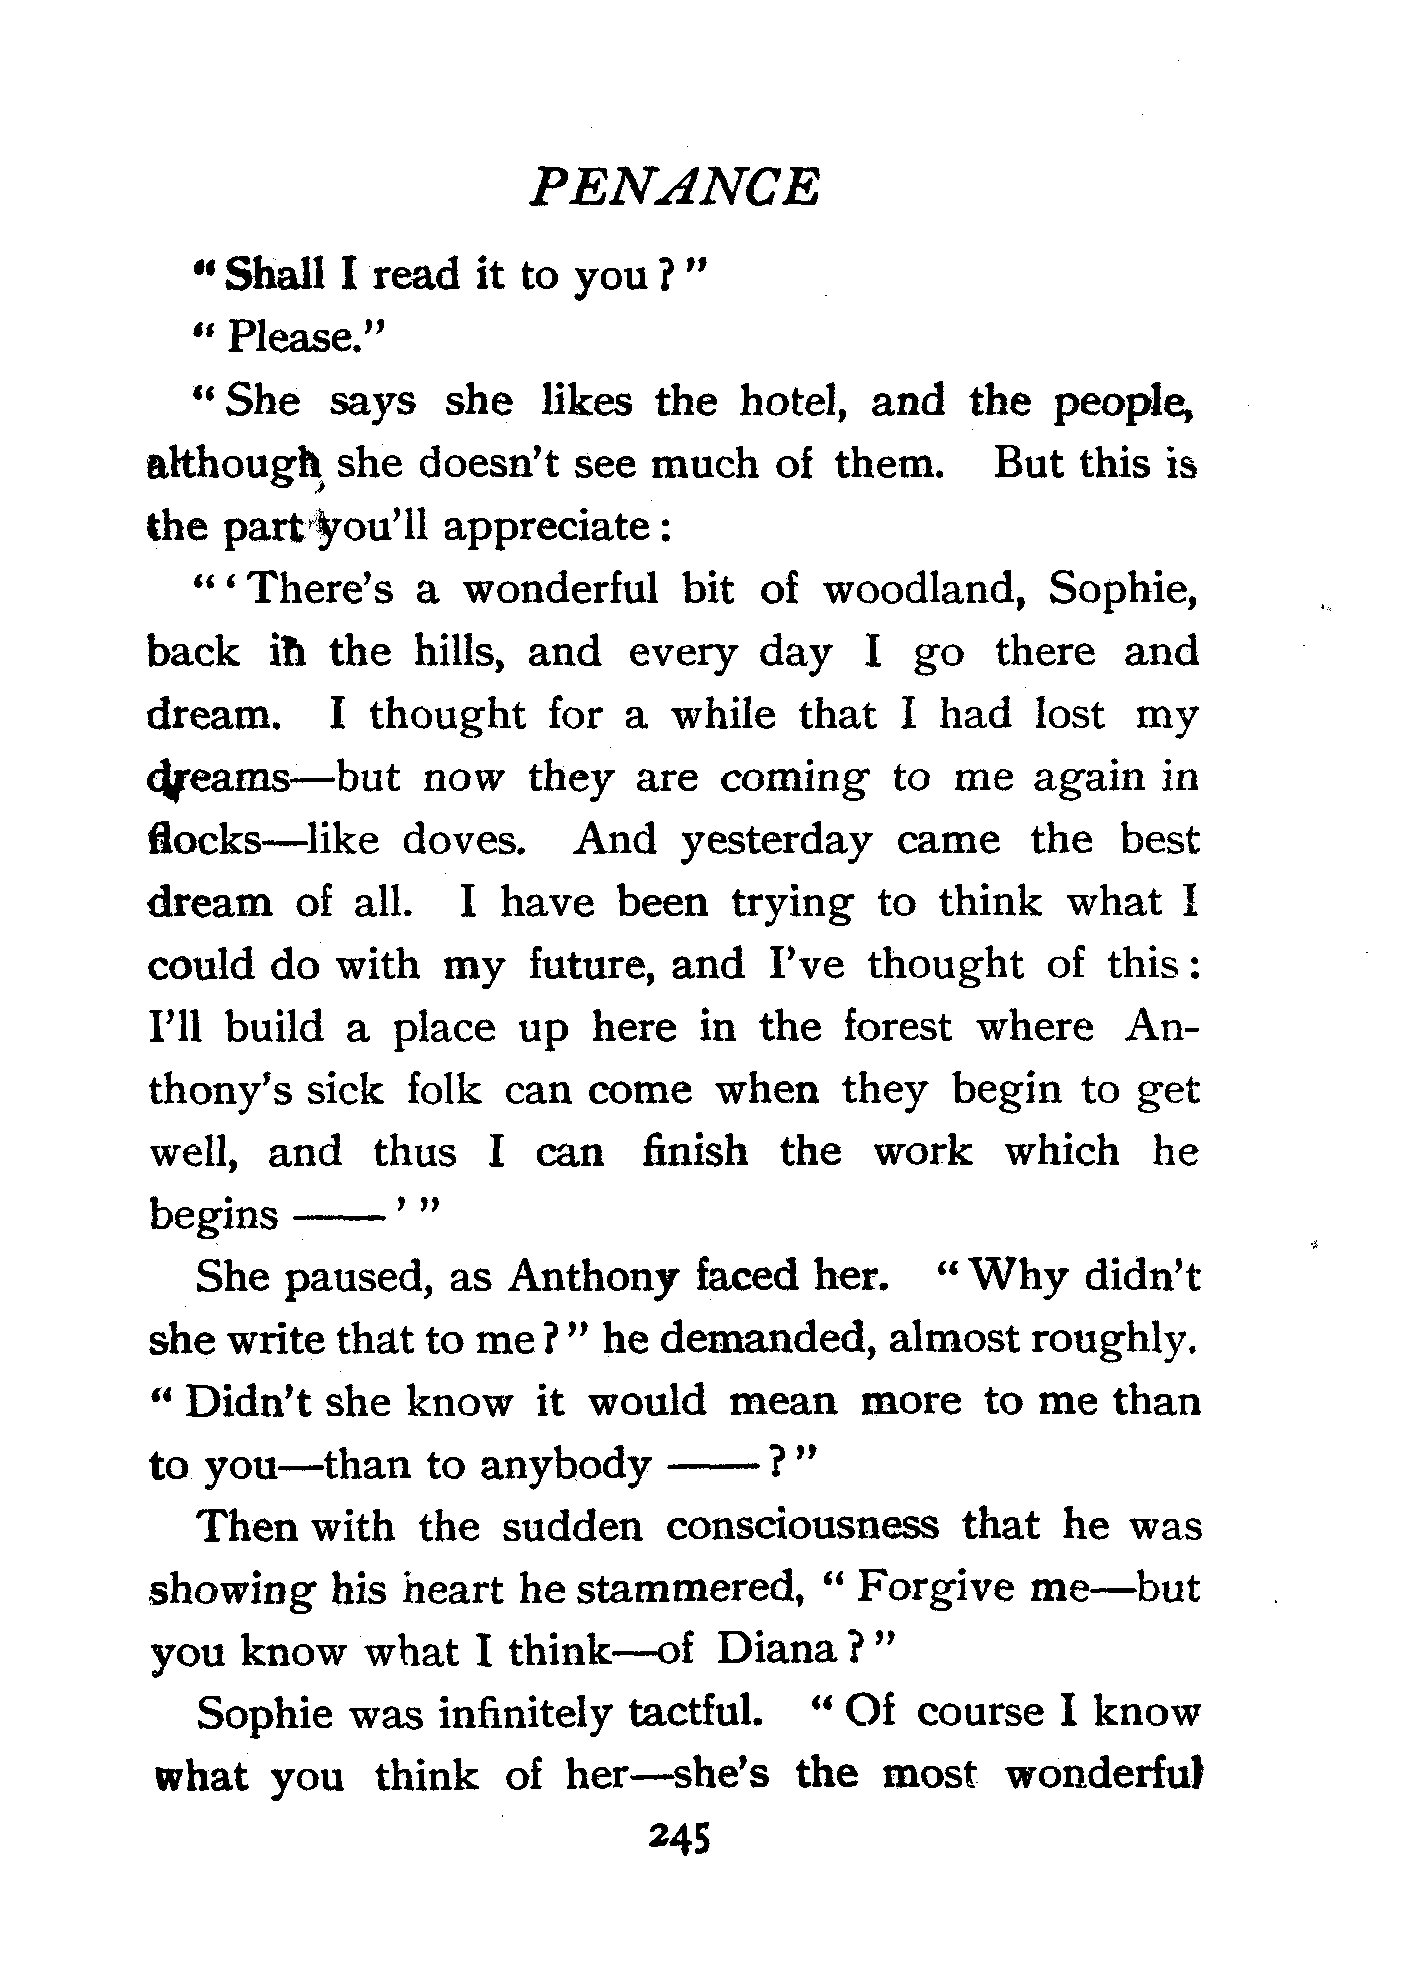 PENANCE
“Shall I read it to you?”
“Please.”
“She says she likes the hotel, and the people,
although she doesn’t see much of them. But this is
the part you’ll appreciate:
“‘There’s a wonderful bit of woodland, Sophie,
back in the hills, and every day I go there and
dream. I thought for a while that I had lost my
dreams—but now they are coming to me again in
flocks—like doves. And yesterday came the best
dream of all. I have been trying to think what I
could do with my future, and I’ve thought of this:
I’ll build a place up here in the forest where An-
thony’s sick folk can come when they begin to get
well, and thus I can finish the work which he
begins ——’”
She paused, as Anthony faced her. “Why didn’t
she write that to me?” he demanded, almost roughly.
“Didn’t she know it would mean more to me than
to you—than to anybody ——?”
Then with the sudden consciousness that he was
showing his heart he stammered, “Forgive me—but
you know what I think—of Diana?”
Sophie was infinitely tactful. “Of course I know
what you think of her—she’s the most wonderful
245